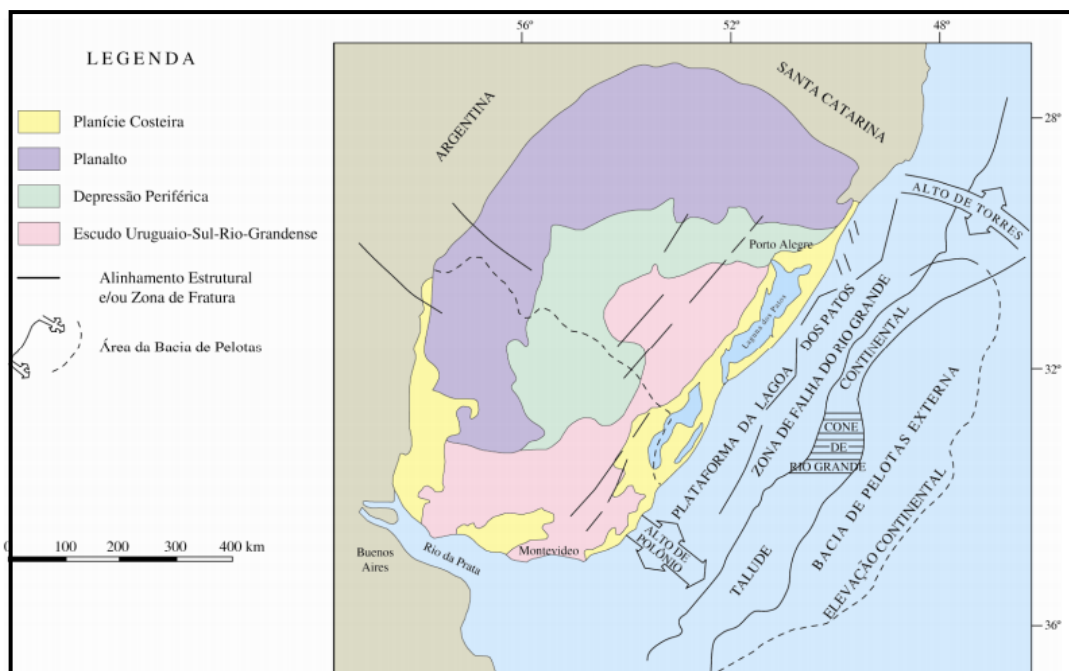 LEGENDA
Planície Costeira
Planalto
Depressão Periférica
Escudo Uruguaio-Sul-Rio-Grandense
Alinhamento Estrutural
e/ou Zona de Fratura
Área da Bacia de Pelotas
0 100 200 300 400 km
56° 52° 48°
28°
32°
36°
ARGENTINA
SANTA CATARINA
ALTO DE TORRES
Porto Alegre
Laguna dos Patos
PLATAFORMA DA LAGOA DOS PATOS
ZONA DE FALHA DO RIO GRANDE
TALUDE CONTINENTAL
CONE
DE
RIO GRANDE
BACIA DE PELOTAS EXTERNA
ELEVAÇÃO CONTINENTAL
ALTO DE
POLÔNIO
Montevideo
Rio da Prata
Buenos
Aires